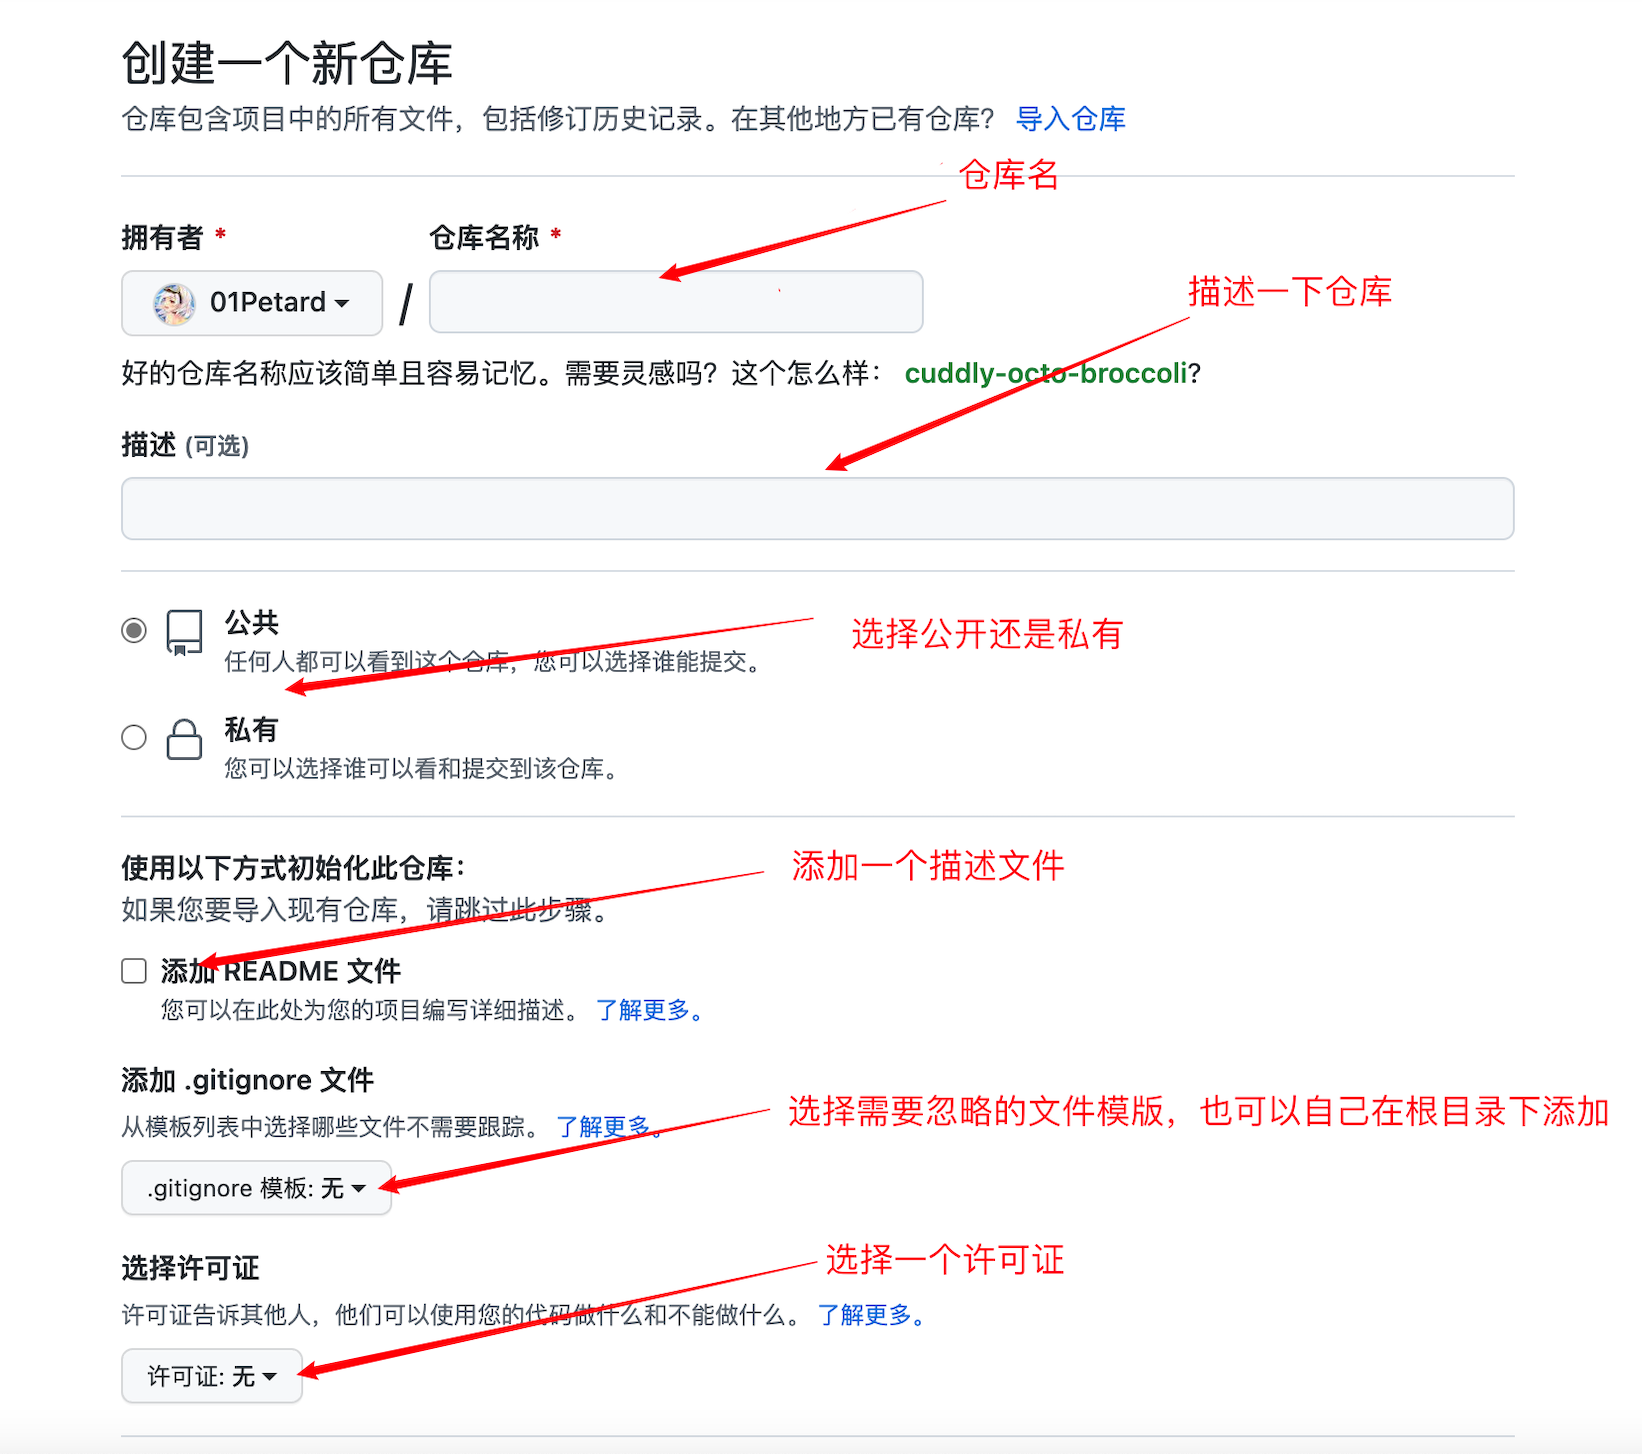 创建一个新仓库
仓库包含项目中的所有文件，包括修订历史记录。在其他地方已有仓库？ 导入仓库
仓库名
拥有者 * 仓库名称 *
01Petard /
描述一下仓库
好的仓库名称应该简单且容易记忆。需要灵感吗？这个怎么样： cuddly-octo-broccoli?
描述 (可选)
公共
选择公开还是私有
任何人都可以看到这个仓库，您可以选择谁能提交。
私有
您可以选择谁可以看和提交到该仓库。
使用以下方式初始化此仓库：
添加一个描述文件
如果您要导入现有仓库，请跳过此步骤。
添加 README 文件
您可以在此处为您的项目编写详细描述。 了解更多。
添加 .gitignore 文件
选择需要忽略的文件模版，也可以自己在根目录下添加
从模板列表中选择哪些文件不需要跟踪。 了解更多。
.gitignore 模板: 无
选择许可证
选择一个许可证
许可证告诉其他人，他们可以使用您的代码做什么和不能做什么。 了解更多。
许可证: 无